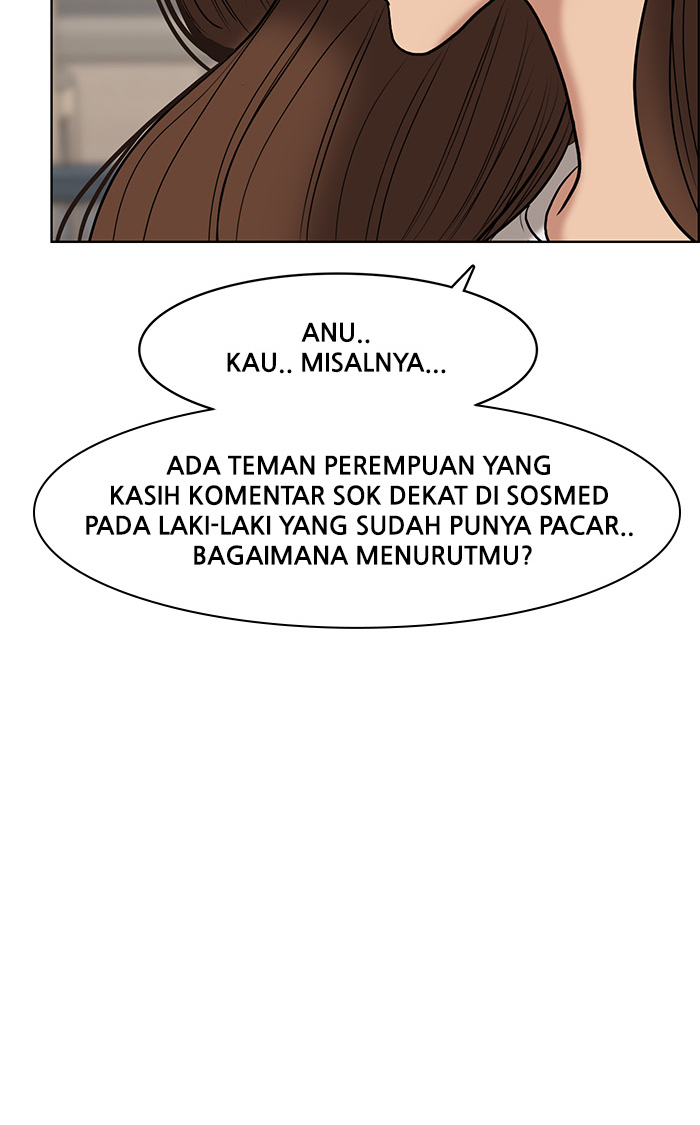 ANU..
KAU.. MISALNYA...
ADA TEMAN PEREMPUAN YANG
KASIH KOMENTAR SOK DEKAT DI SOSMED
PADA LAKI-LAKI YANG SUDAH PUNYA PACAR..
BAGAIMANA MENURUTMU?